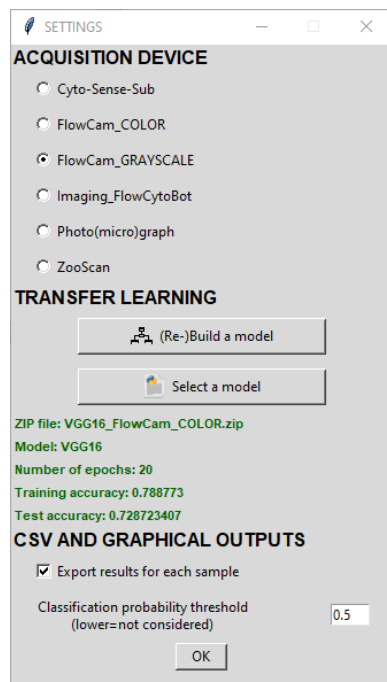 SETTINGS
ACQUISITION DEVICE
Cyto-Sense-Sub
FlowCam_COLOR
FlowCam_GRAYSCALE
Imaging_FlowCytoBot
Photo(micro)graph
ZooScan
TRANSFER LEARNING
(Re-)Build a model
Select a model
ZIP file: VGG16_FlowCam_COLOR.zip
Model: VGG16
Number of epochs: 20
Training accuracy: 0.788773
Test accuracy: 0.728723407
CSV AND GRAPHICAL OUTPUTS
Export results for each sample
Classification probability threshold
(lower=not considered)
0.5
OK